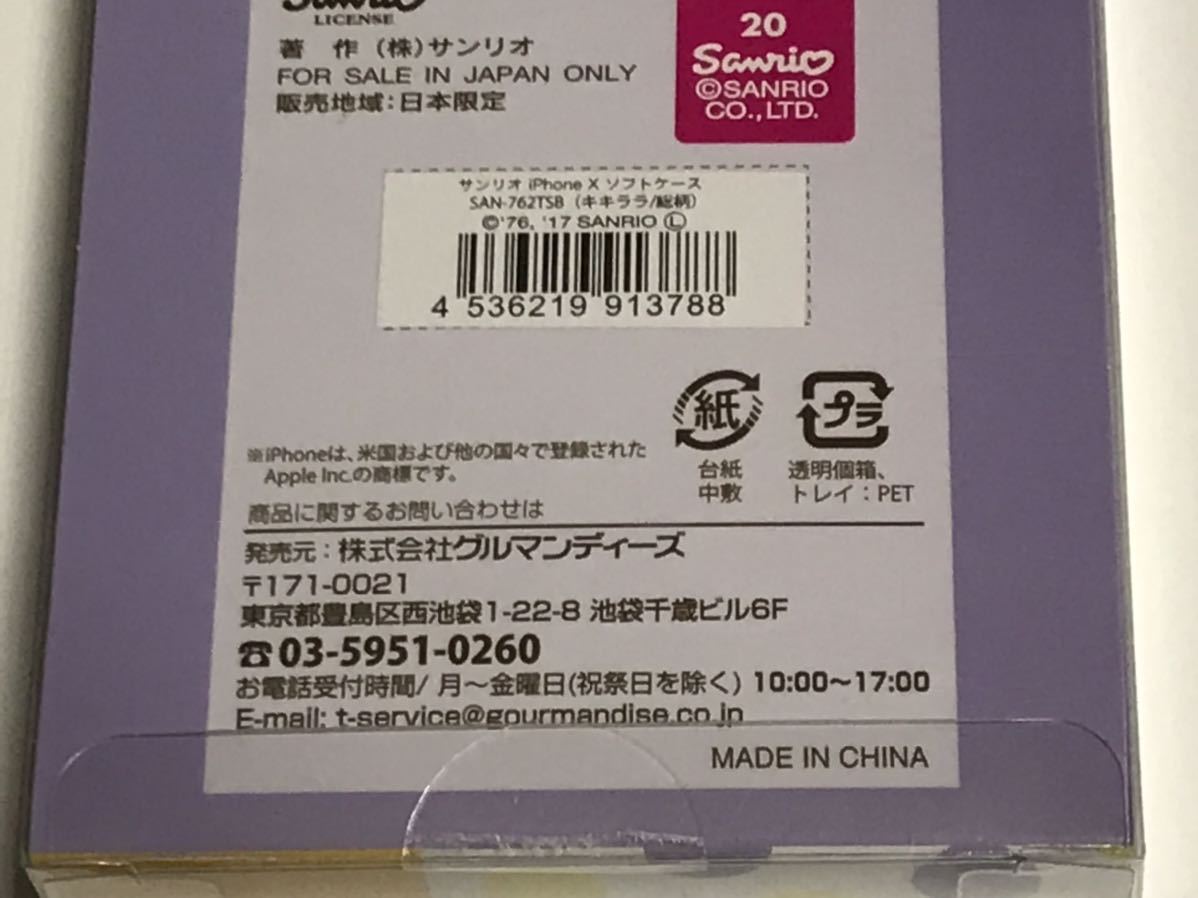 Sanrio
LICENSE
著 作 (株)サンリオ
FOR SALE IN JAPAN ONLY
販売地域:日本限定
20
Sanrio
©SANRIO
CO.,LTD.
サンリオ iPhone X ソフトケース
SAN-762TSB (キキララ/総柄)
©'76, '17 SANRIO Ⓛ
4 536219 913788
紙
台紙
中敷
プラ
透明個箱、
トレイ:PET
※iPhoneは、米国および他の国々で登録された
Apple Inc.の商標です。
商品に関するお問い合わせは
発売元:株式会社グルマンディーズ
〒171-0021
東京都豊島区西池袋1-22-8 池袋千歳ビル6F
☎03-5951-0260
お電話受付時間/ 月~金曜日(祝祭日を除く) 10:00~17:00
E-mail: t-service@gourmandise.co.jp
MADE IN CHINA